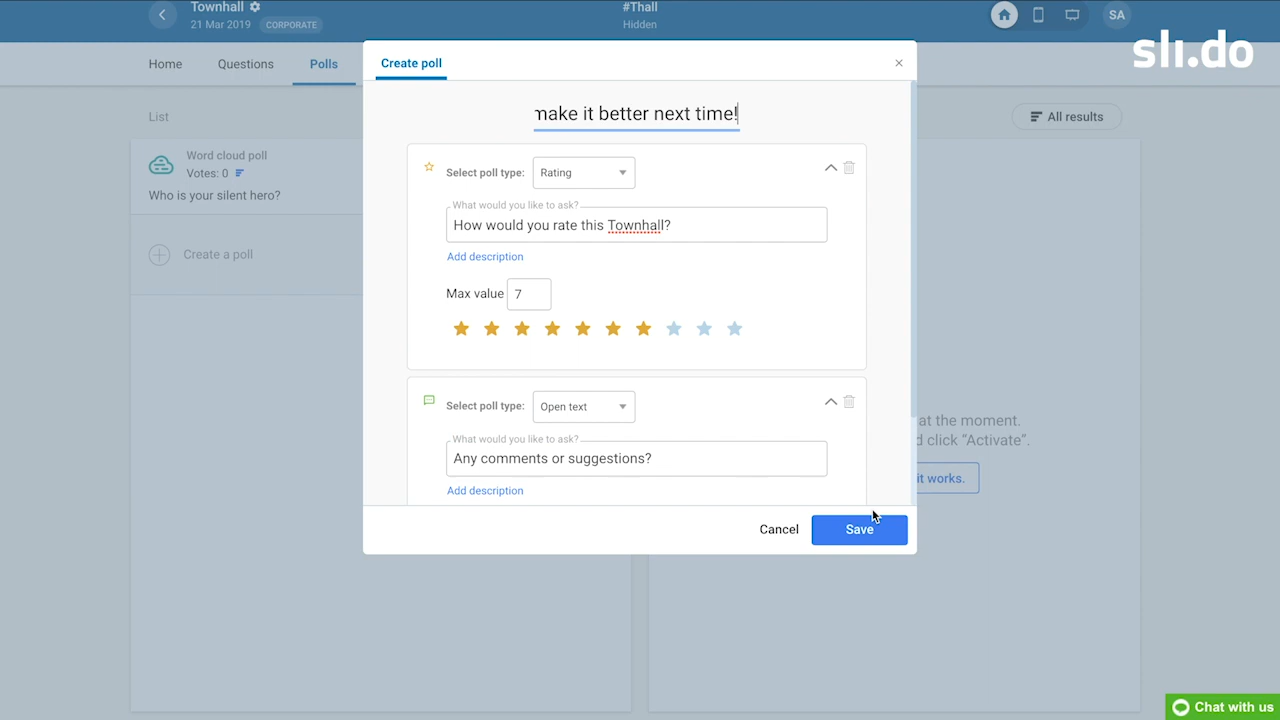 Townhall
21 Mar 2019 CORPORATE
#Thall
Hidden
SA
sli.do
Home
Questions
Polls
List
All results
Word cloud poll
Votes: 0
Who is your silent hero?
Create a poll
Create poll
make it better next time!
Select poll type: Rating
What would you like to ask?
How would you rate this Townhall?
Add description
Max value 7
Select poll type: Open text
What would you like to ask?
Any comments or suggestions?
Add description
at the moment.
click “Activate”.
it works.
Cancel
Save
Chat with us